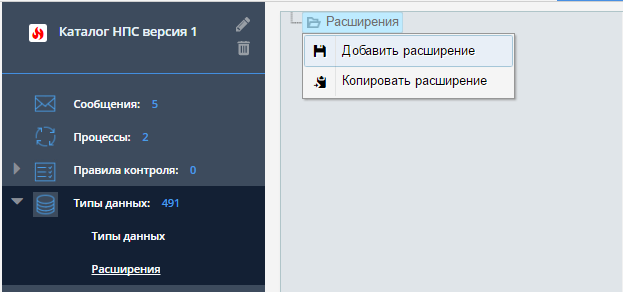 Каталог НПС версия 1
Сообщения: 5
Процессы: 2
Правила контроля: 0
Типы данных: 491
Типы данных
Расширения
Расширения
Добавить расширение
Копировать расширение